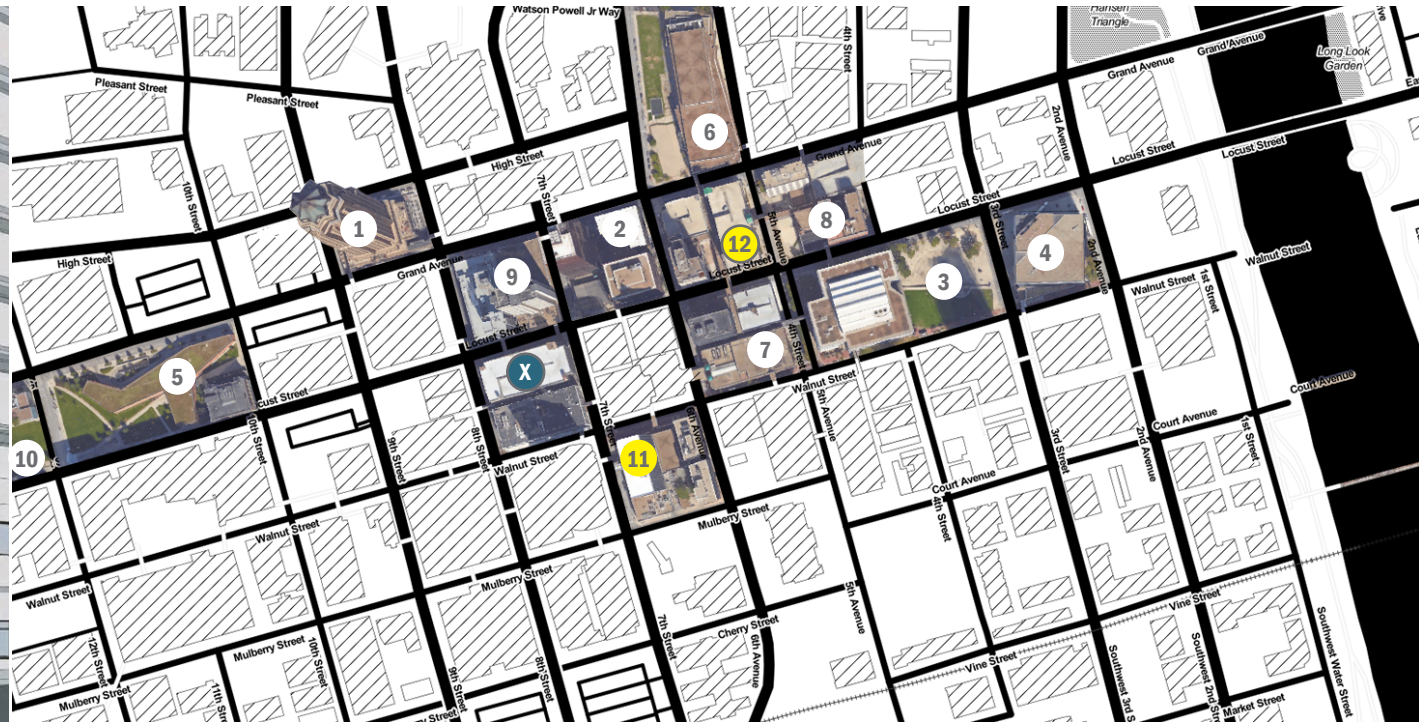 Watson Powell Jr Way
Hansen
Triangle
4th Street
Grand Avenue
Long Look
Garden
Grand Avenue
Pleasant Street
Pleasant Street
2nd Avenue
6
High Street
Grand Avenue
Locust Street
Locust Street
7th Street
10th Street
1
2
5th Avenue
8
Locust Street
3rd Street
12
4
High Street
Grand Avenue
9
Locust Street
3
2nd Avenue
Walnut Street
Walnut Street
1st Street
Locust Street
4th Street
7
5
X
Walnut Street
Court Avenue
10th Street
9th Street
8th Street
7th Street
6th Avenue
5th Avenue
Court Avenue
1st Street
10
Walnut Street
11
3rd Street
2nd Avenue
Court Avenue
Mulberry Street
4th Street
Walnut Street
Mulberry Street
Walnut Street
5th Avenue
Vine Street
Cherry Street
7th Street
6th Avenue
Mulberry Street
12th Street
10th Street
Vine Street
Southwest Water Street
Mulberry Street
11th Street
9th Street
8th Street
Southwest 3rd S
Southwest 2nd St
Market Street